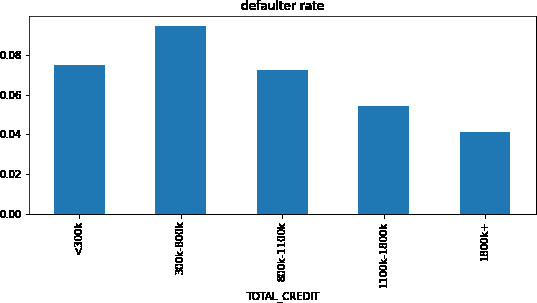 defaulter rate
0.08
0.06
0.04
0.02
0.00
<300k
300k-800k
800k-1100k
1100k-1800k
1800k+
TOTAL_CREDIT